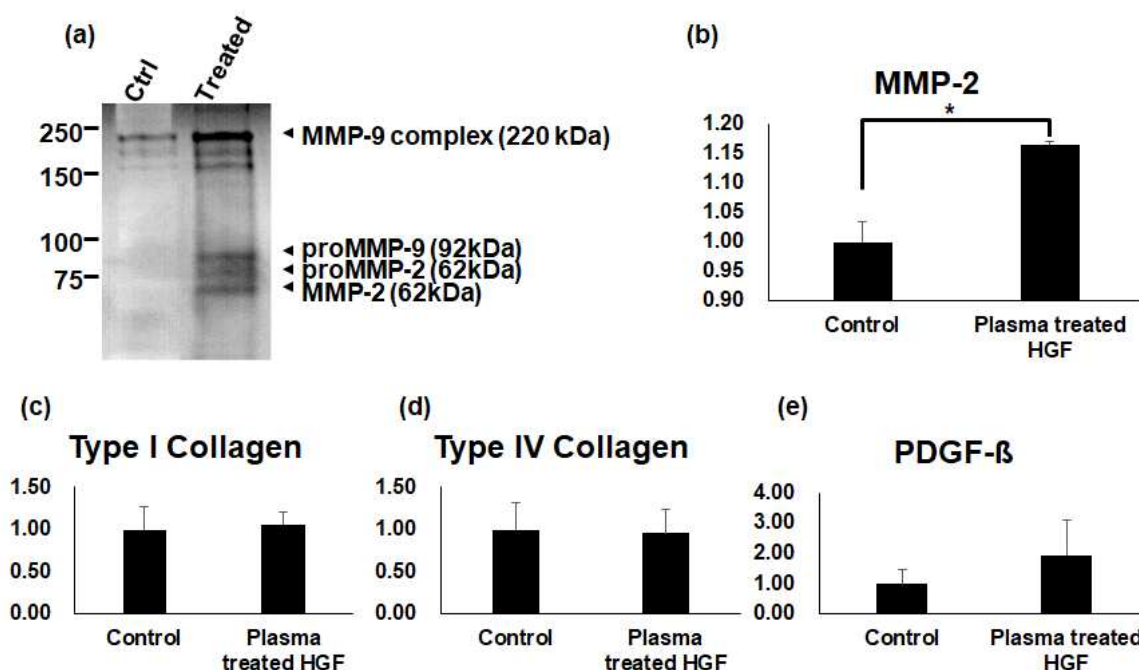 (a)
Ctrl
Treated
250
150
100
75
MMP-9 complex (220 kDa)
proMMP-9 (92kDa)
proMMP-2 (62kDa)
MMP-2 (62kDa)
(b)
MMP-2
*
1.20
1.15
1.10
1.05
1.00
0.95
0.90
Control
Plasma treated
HGF
(c)
Type I Collagen
1.50
1.00
0.50
0.00
Control
Plasma
treated HGF
(d)
Type IV Collagen
1.50
1.00
0.50
0.00
Control
Plasma
treated HGF
(e)
PDGF-ß
4.00
3.00
2.00
1.00
0.00
Control
Plasma treated
HGF